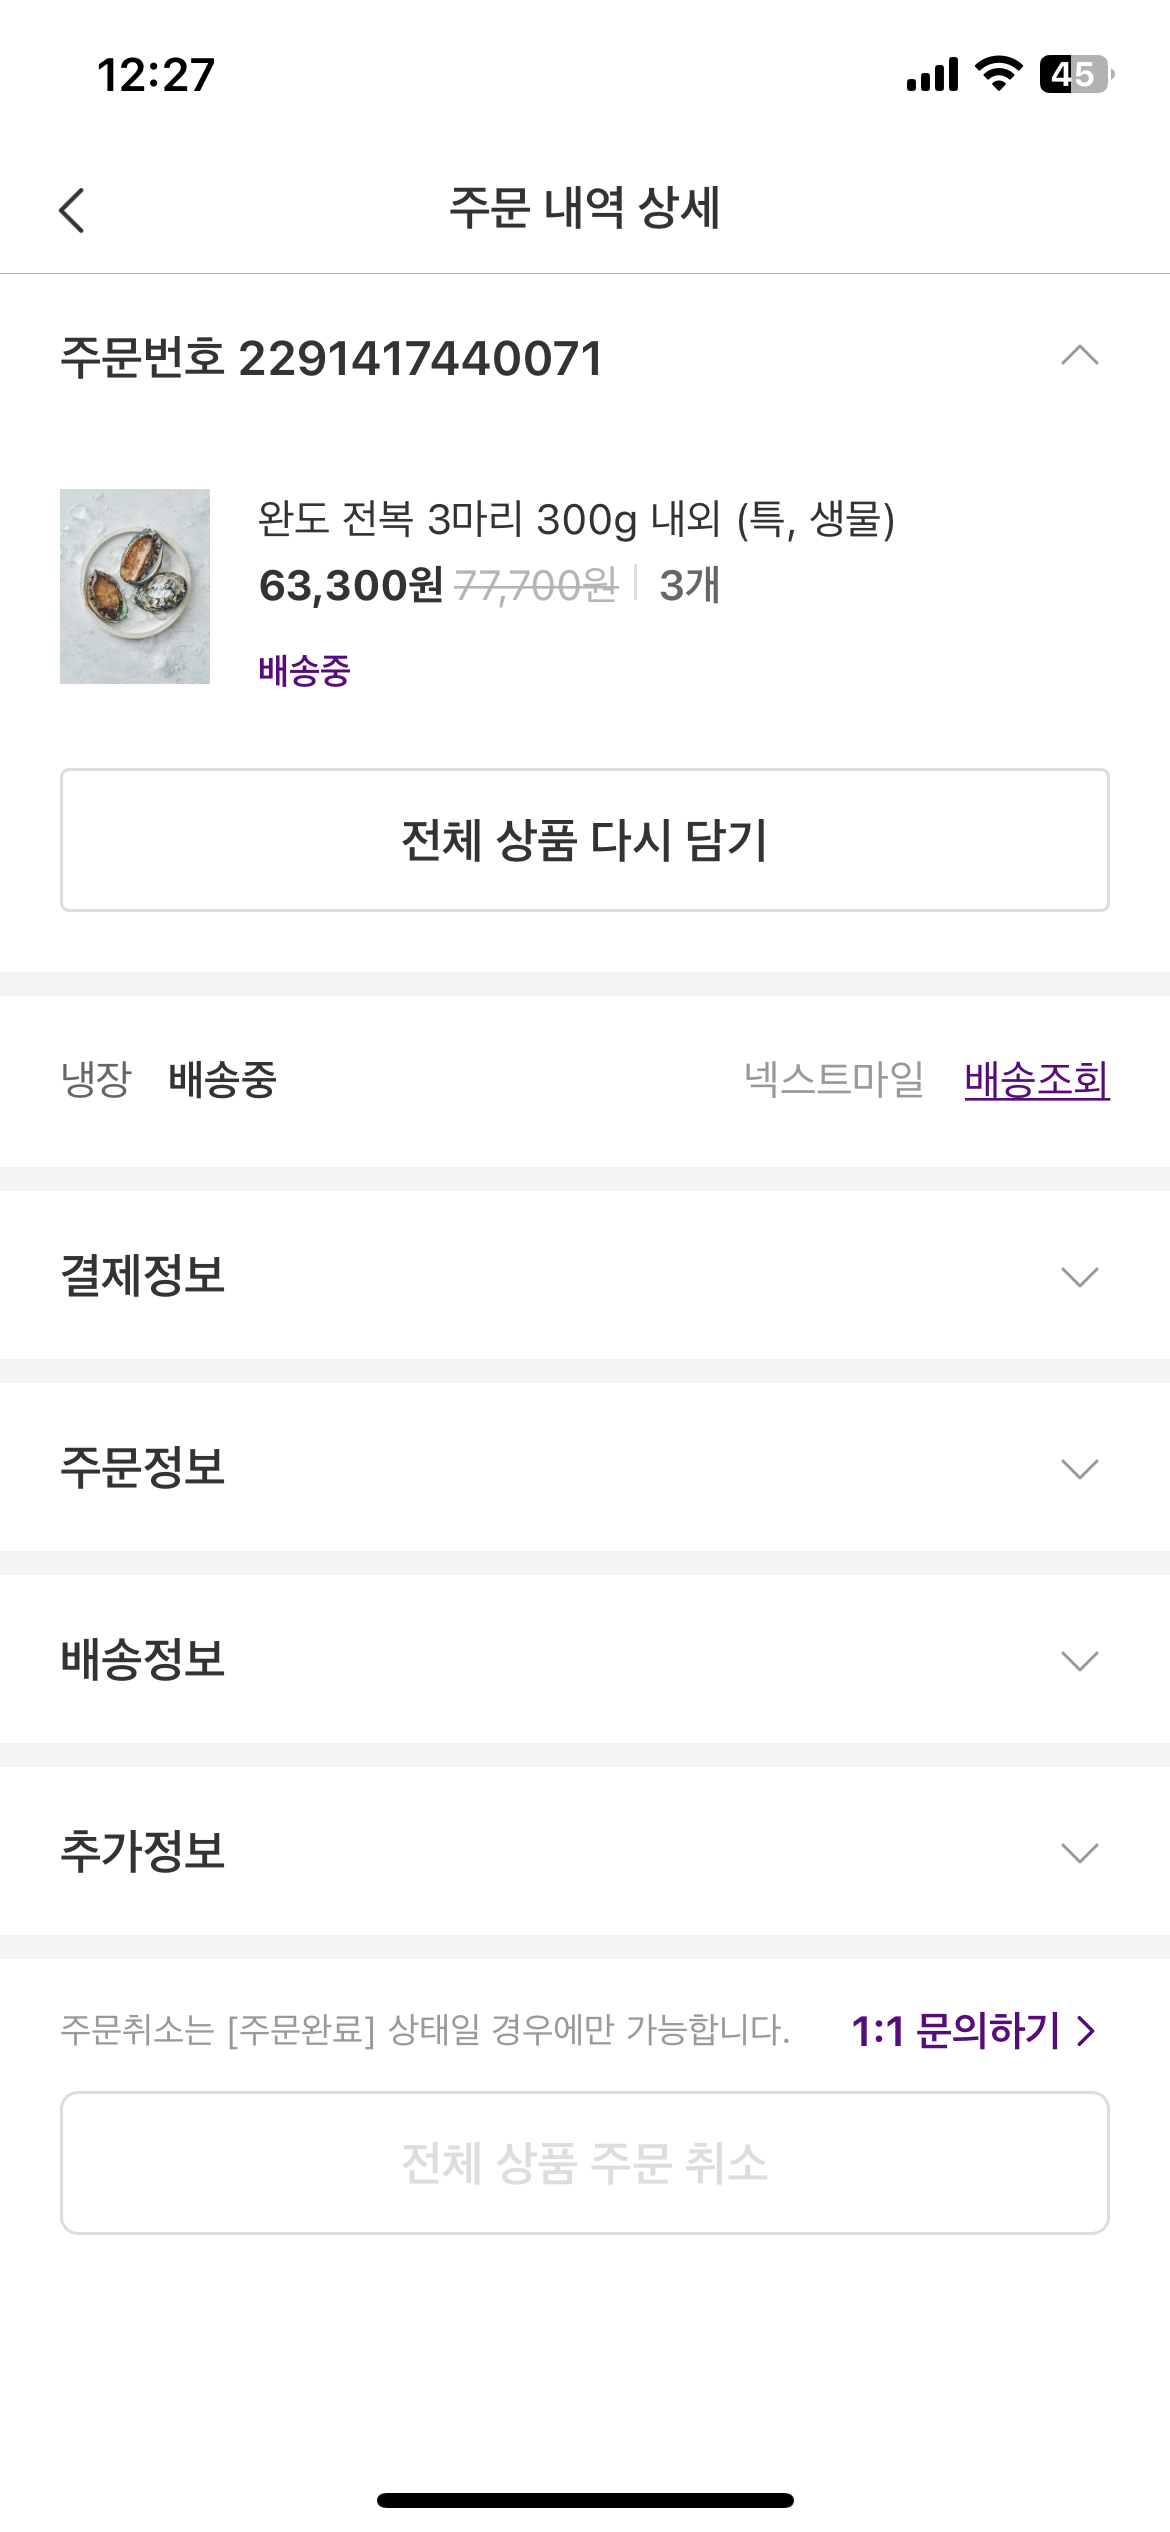 12:27
45
주문 내역 상세
주문번호 2291417440071
완도 전복 3마리 300g 내외 (특, 생물)
63,300원 77,700원 3개
배송중
전체 상품 다시 담기
냉장 배송중 넥스트마일 배송조회
결제정보
주문정보
배송정보
추가정보
주문취소는 [주문완료] 상태일 경우에만 가능합니다. 1:1 문의하기
전체 상품 주문 취소